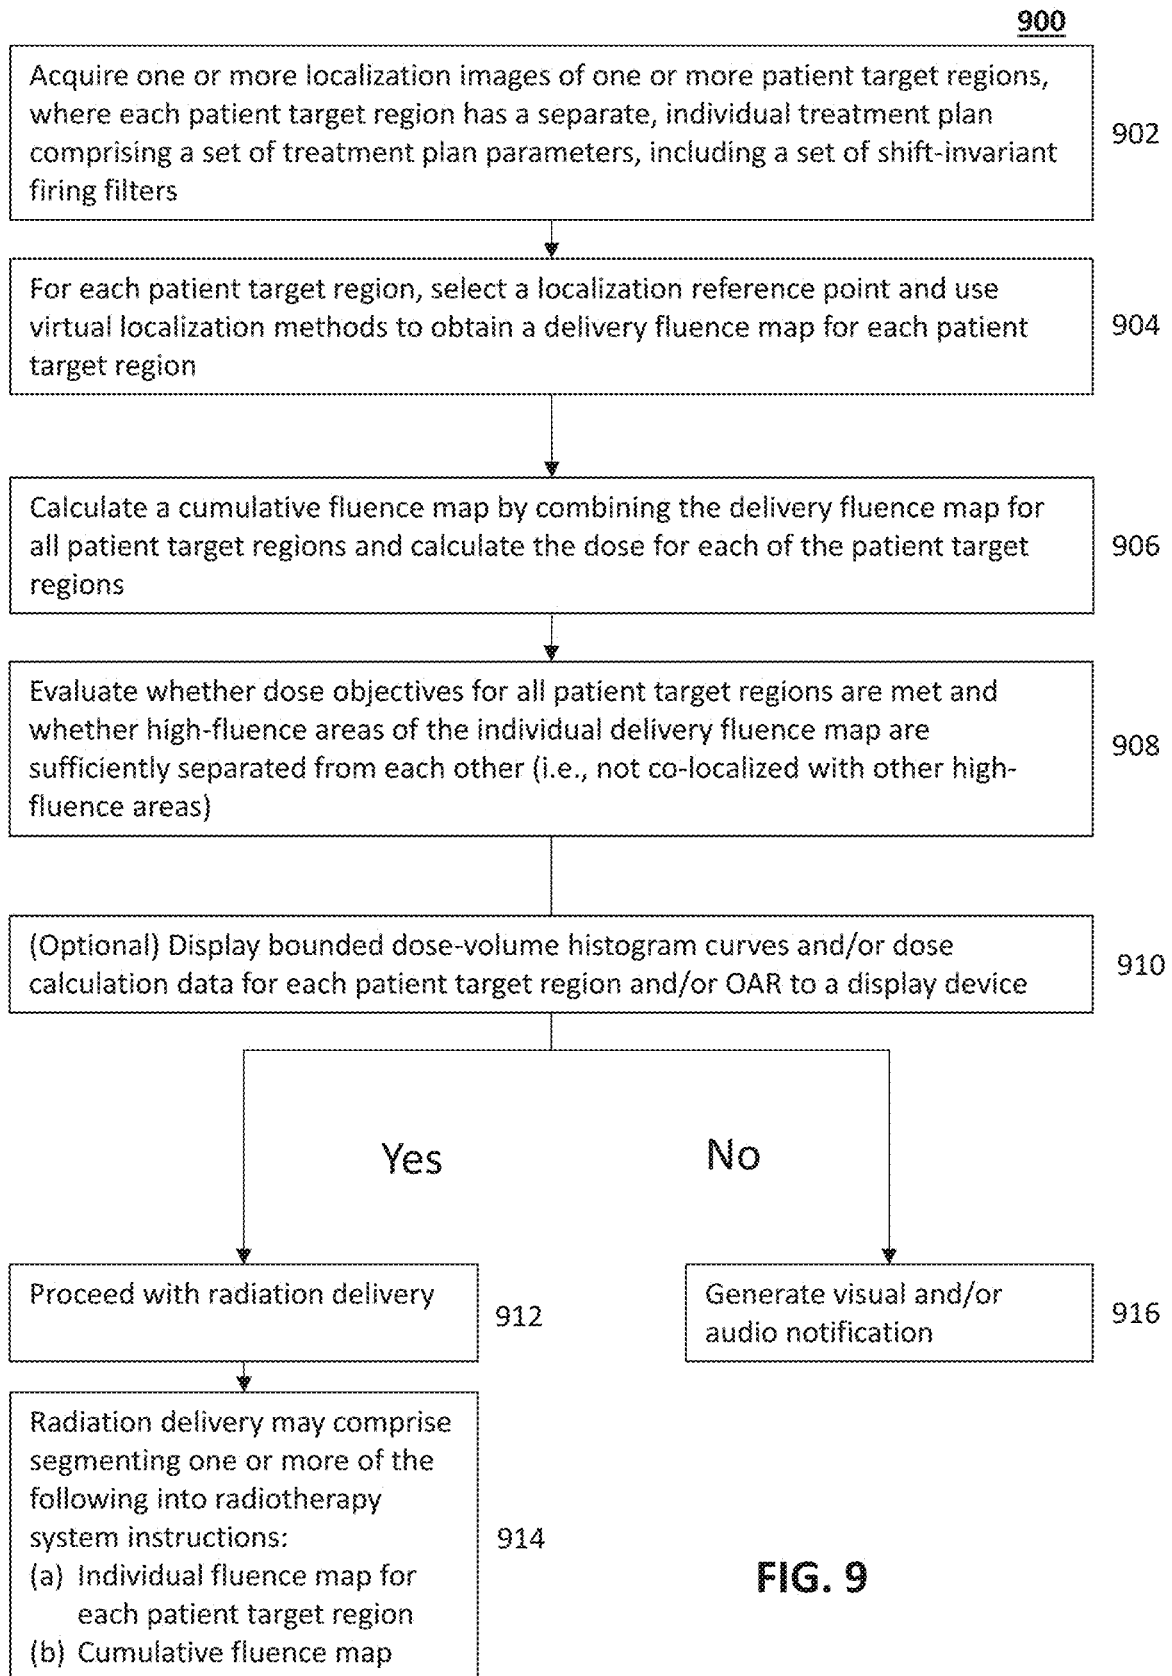 900
Acquire one or more localization images of one or more patient target regions,
where each patient target region has a separate, individual treatment plan
comprising a set of treatment plan parameters, including a set of shift-invariant
firing filters
902
For each patient target region, select a localization reference point and use
virtual localization methods to obtain a delivery fluence map for each patient
target region
904
Calculate a cumulative fluence map by combining the delivery fluence map for
all patient target regions and calculate the dose for each of the patient target
regions
906
Evaluate whether dose objectives for all patient target regions are met and
whether high-fluence areas of the individual delivery fluence map are
sufficiently separated from each other (i.e., not co-localized with other high-
fluence areas)
908
(Optional) Display bounded dose-volume histogram curves and/or dose
calculation data for each patient target region and/or OAR to a display device
910
Yes
No
Proceed with radiation delivery
912
Generate visual and/or
audio notification
916
Radiation delivery may comprise
segmenting one or more of the
following into radiotherapy
system instructions:
(a) Individual fluence map for
each patient target region
(b) Cumulative fluence map
914
FIG. 9